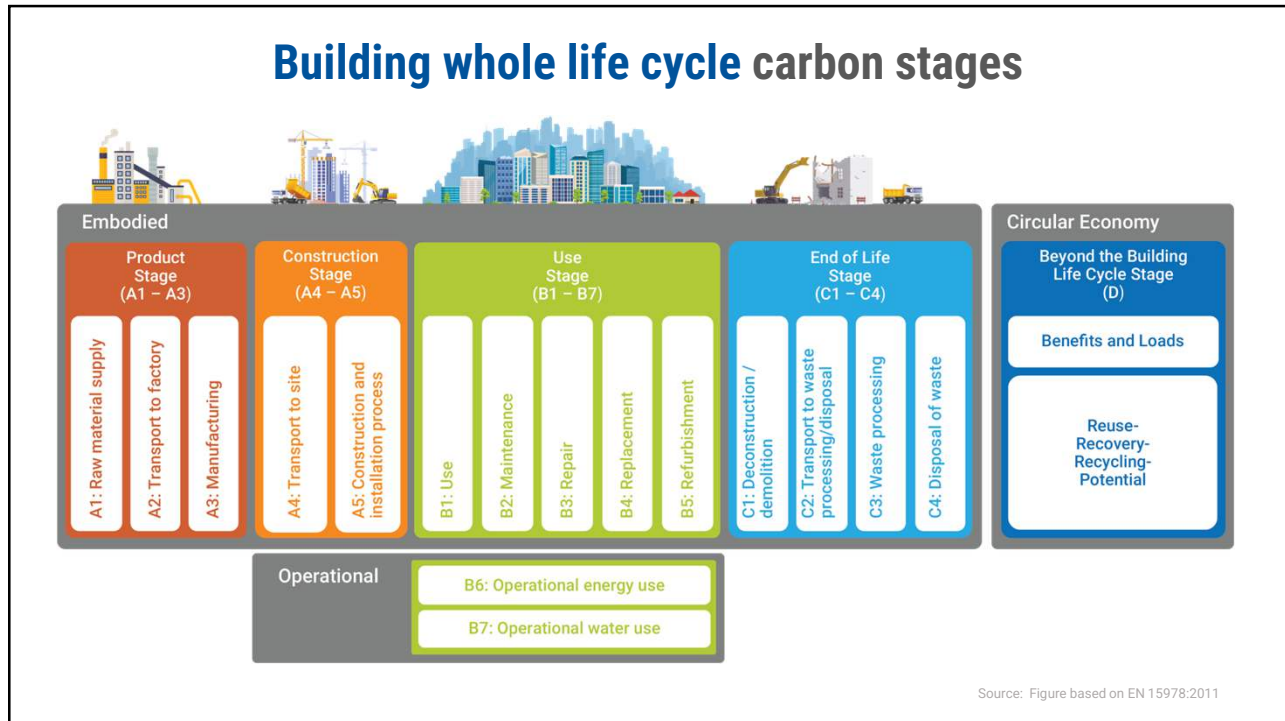 Building whole life cycle carbon stages
Embodied
Product
Stage
(A1 – A3)
A1: Raw material supply
A2: Transport to factory
A3: Manufacturing
Construction
Stage
(A4 – A5)
A4: Transport to site
A5: Construction and
installation process
Use
Stage
(B1 – B7)
B1: Use
B2: Maintenance
B3: Repair
B4: Replacement
B5: Refurbishment
End of Life
Stage
(C1 – C4)
C1: Deconstruction /
demolition
C2: Transport to waste
processing/disposal
C3: Waste processing
C4: Disposal of waste
Circular Economy
Beyond the Building
Life Cycle Stage
(D)
Benefits and Loads
Reuse-
Recovery-
Recycling-
Potential
Operational
B6: Operational energy use
B7: Operational water use
Source: Figure based on EN 15978:2011